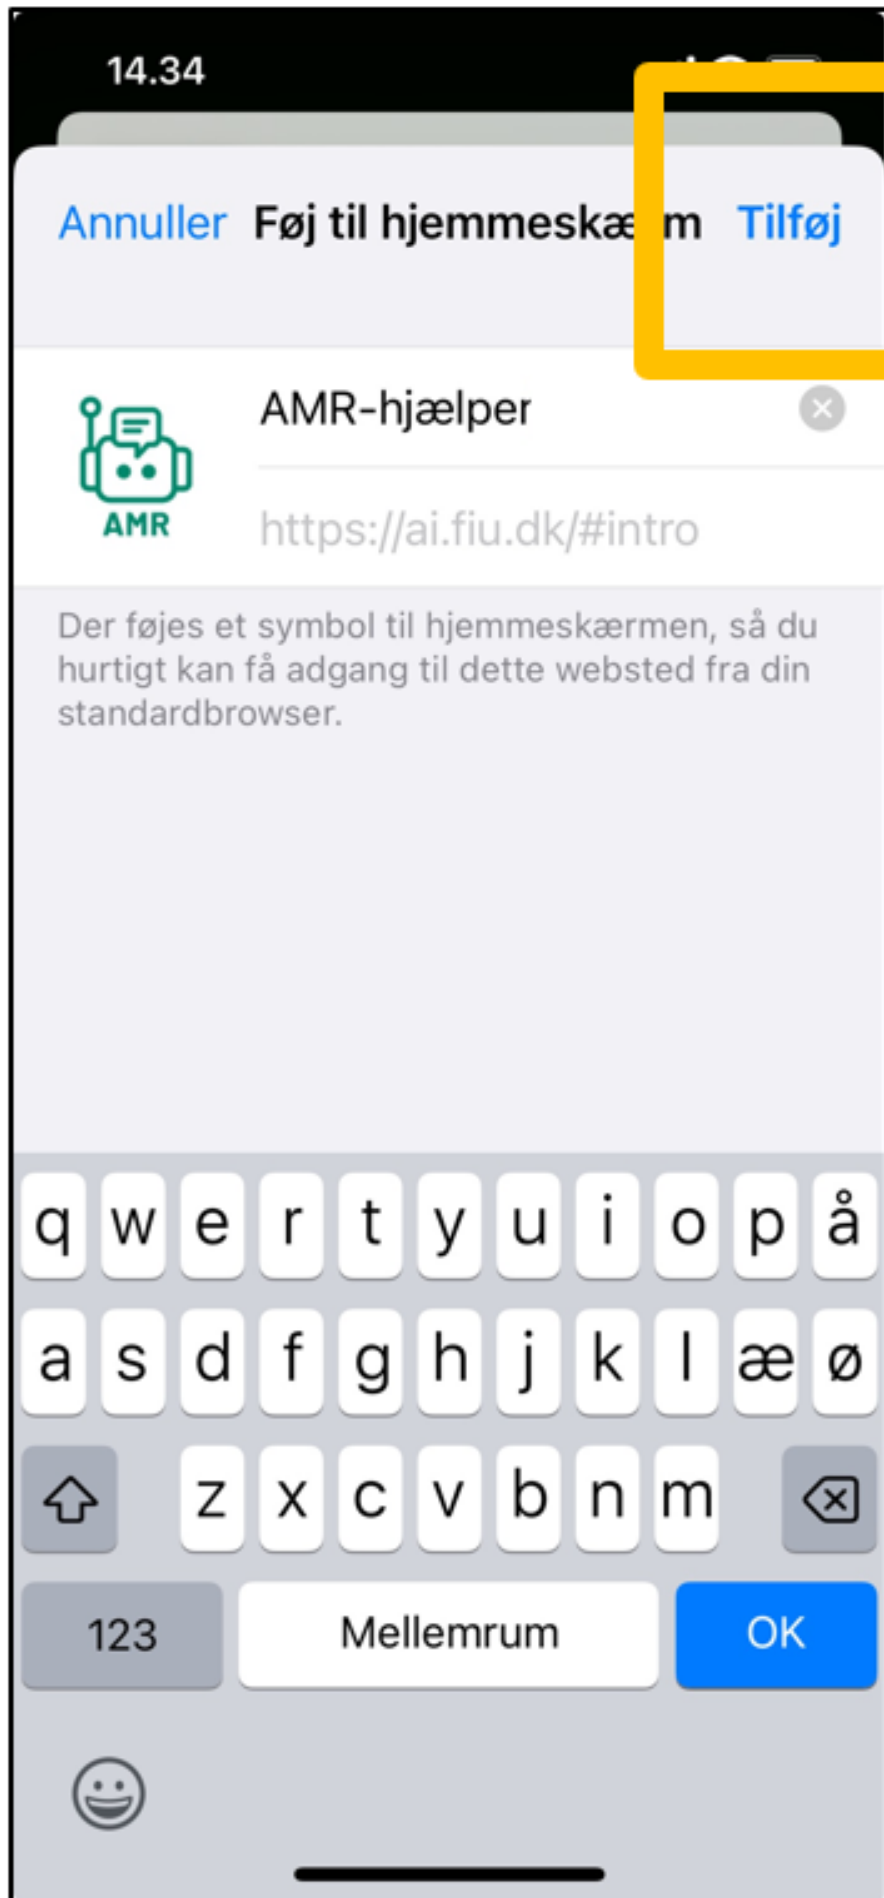 14.34
Annuller Føj til hjemmeskærm Tilføj
AMR-hjælper
AMR
https://ai.fiu.dk/#intro
Der føjes et symbol til hjemmeskærmen, så du
hurtigt kan få adgang til dette websted fra din
standardbrowser.
q w e r t y u i o p å
a s d f g h j k l æ ø
z x c v b n m
123 Mellemrum OK